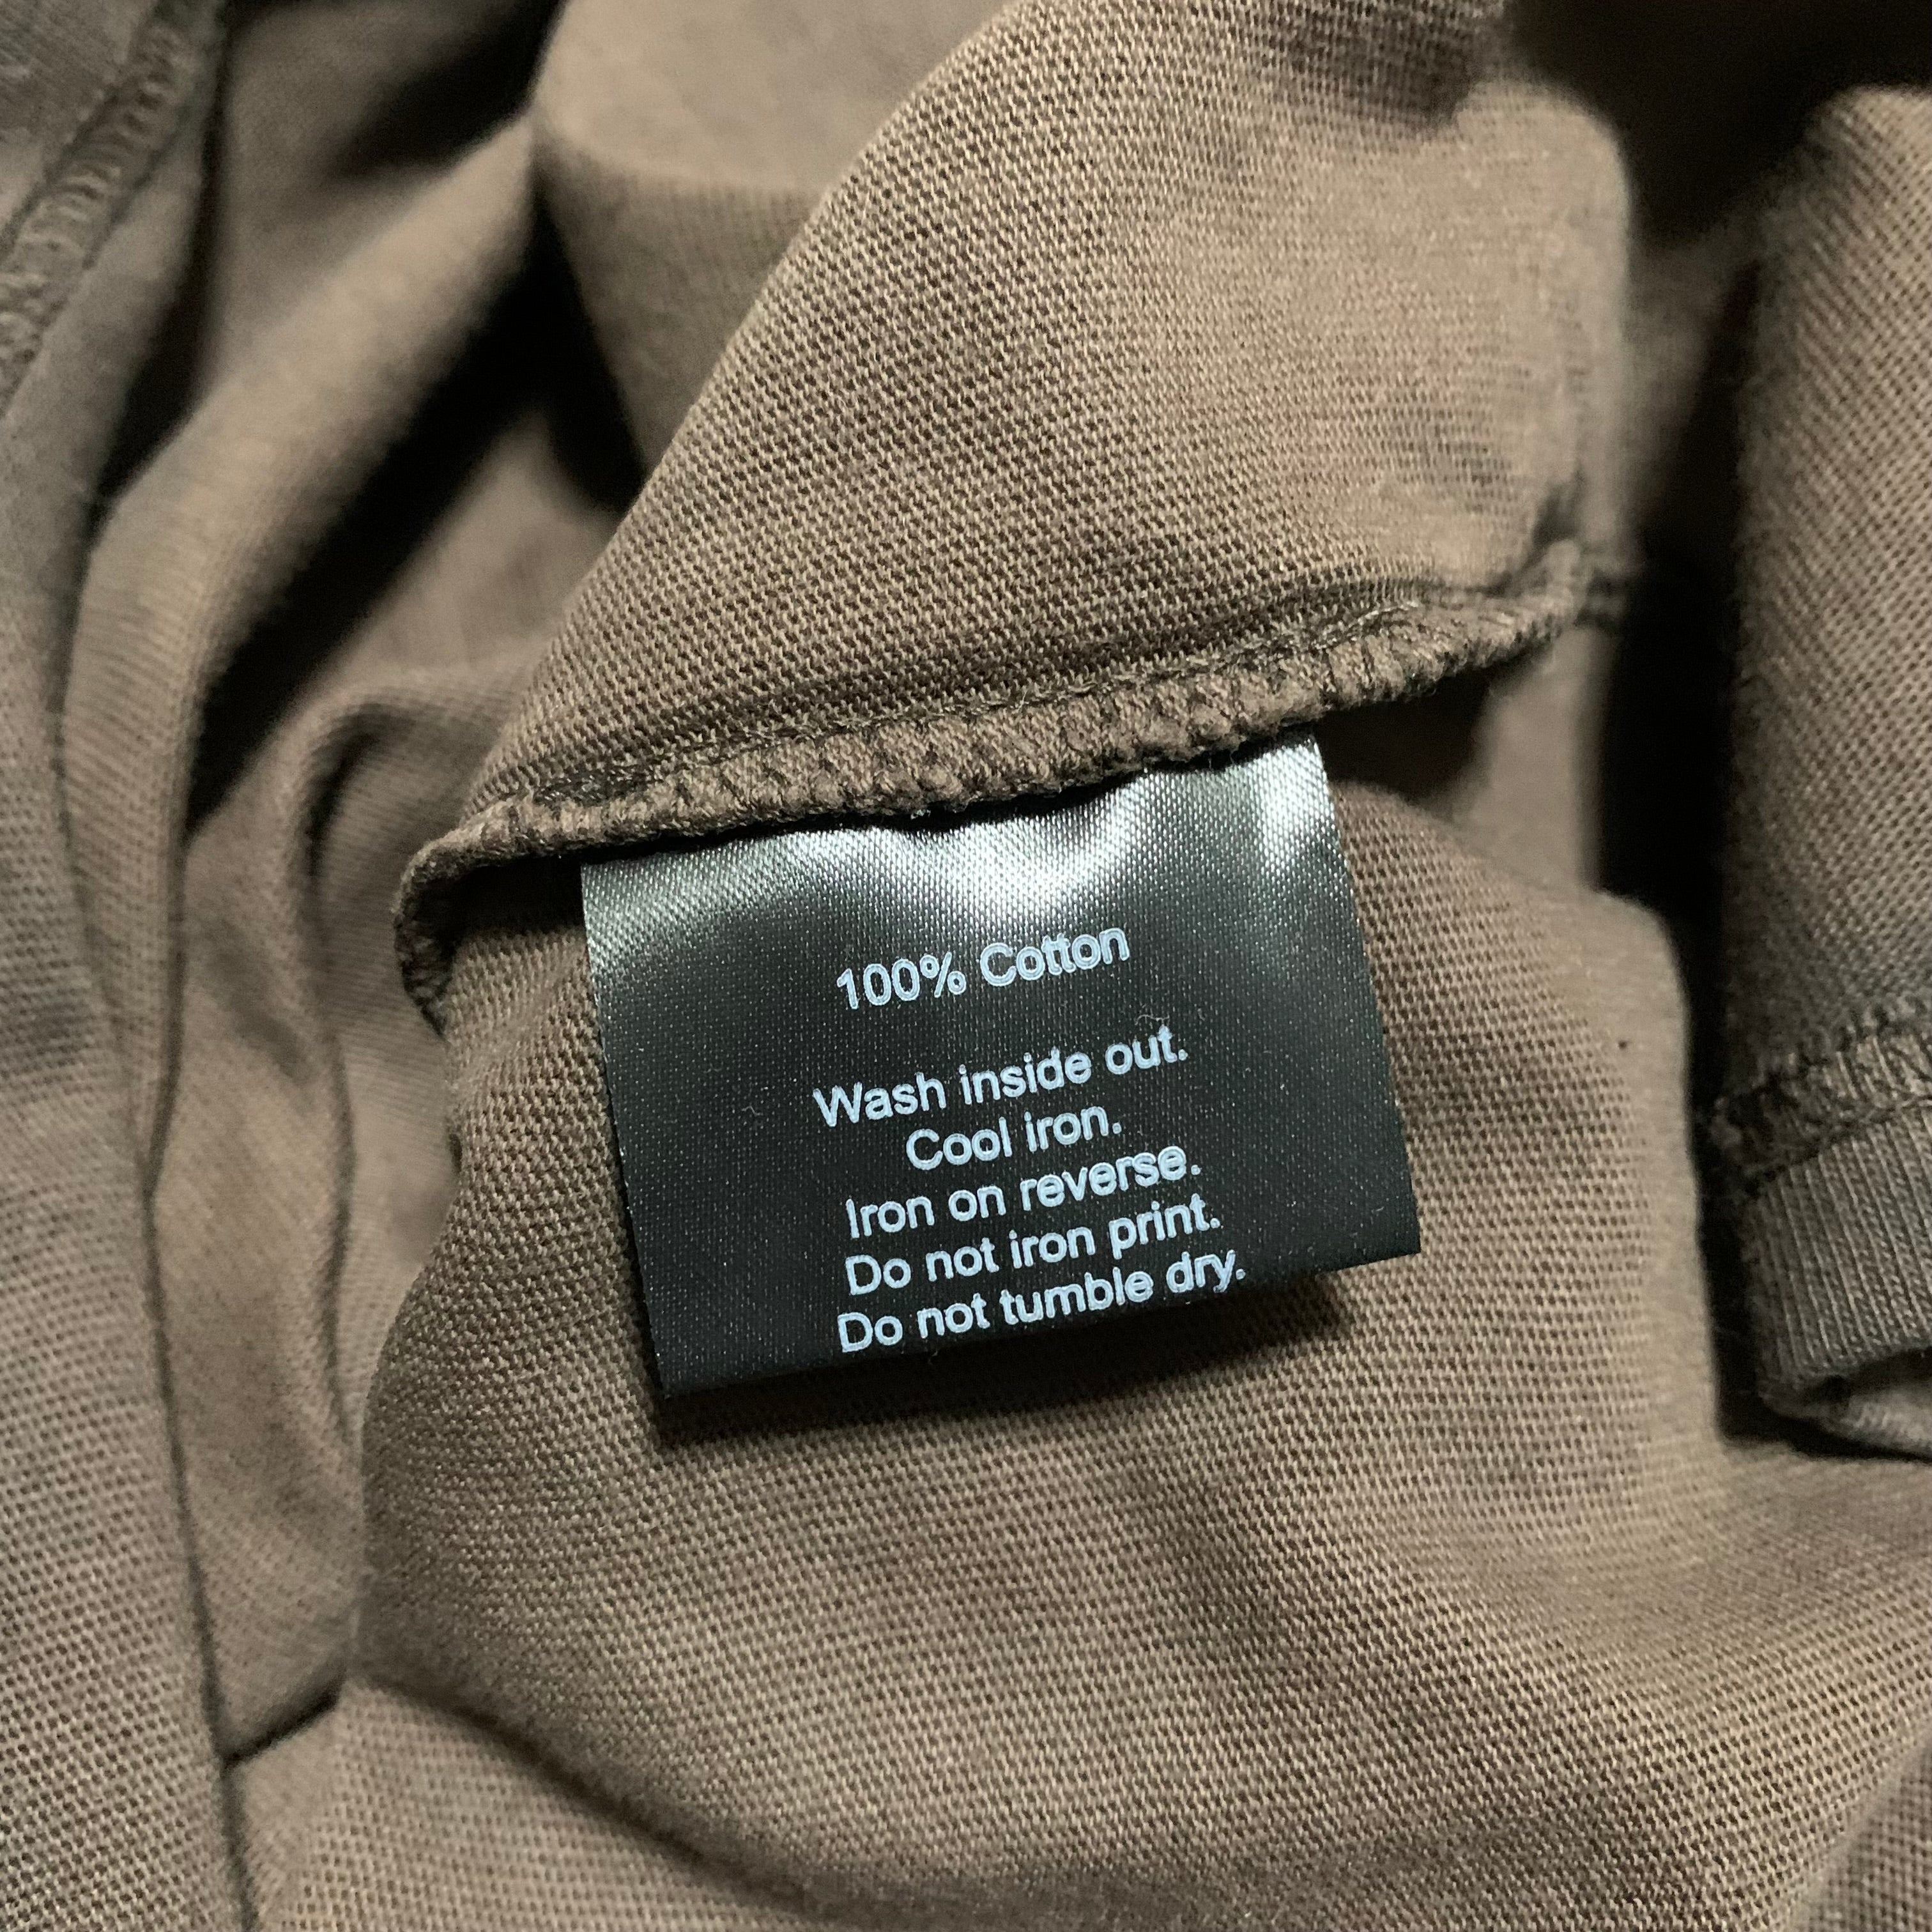 100% Cotton
Wash inside out.
Cool iron.
Iron on reverse.
Do not iron print.
Do not tumble dry.